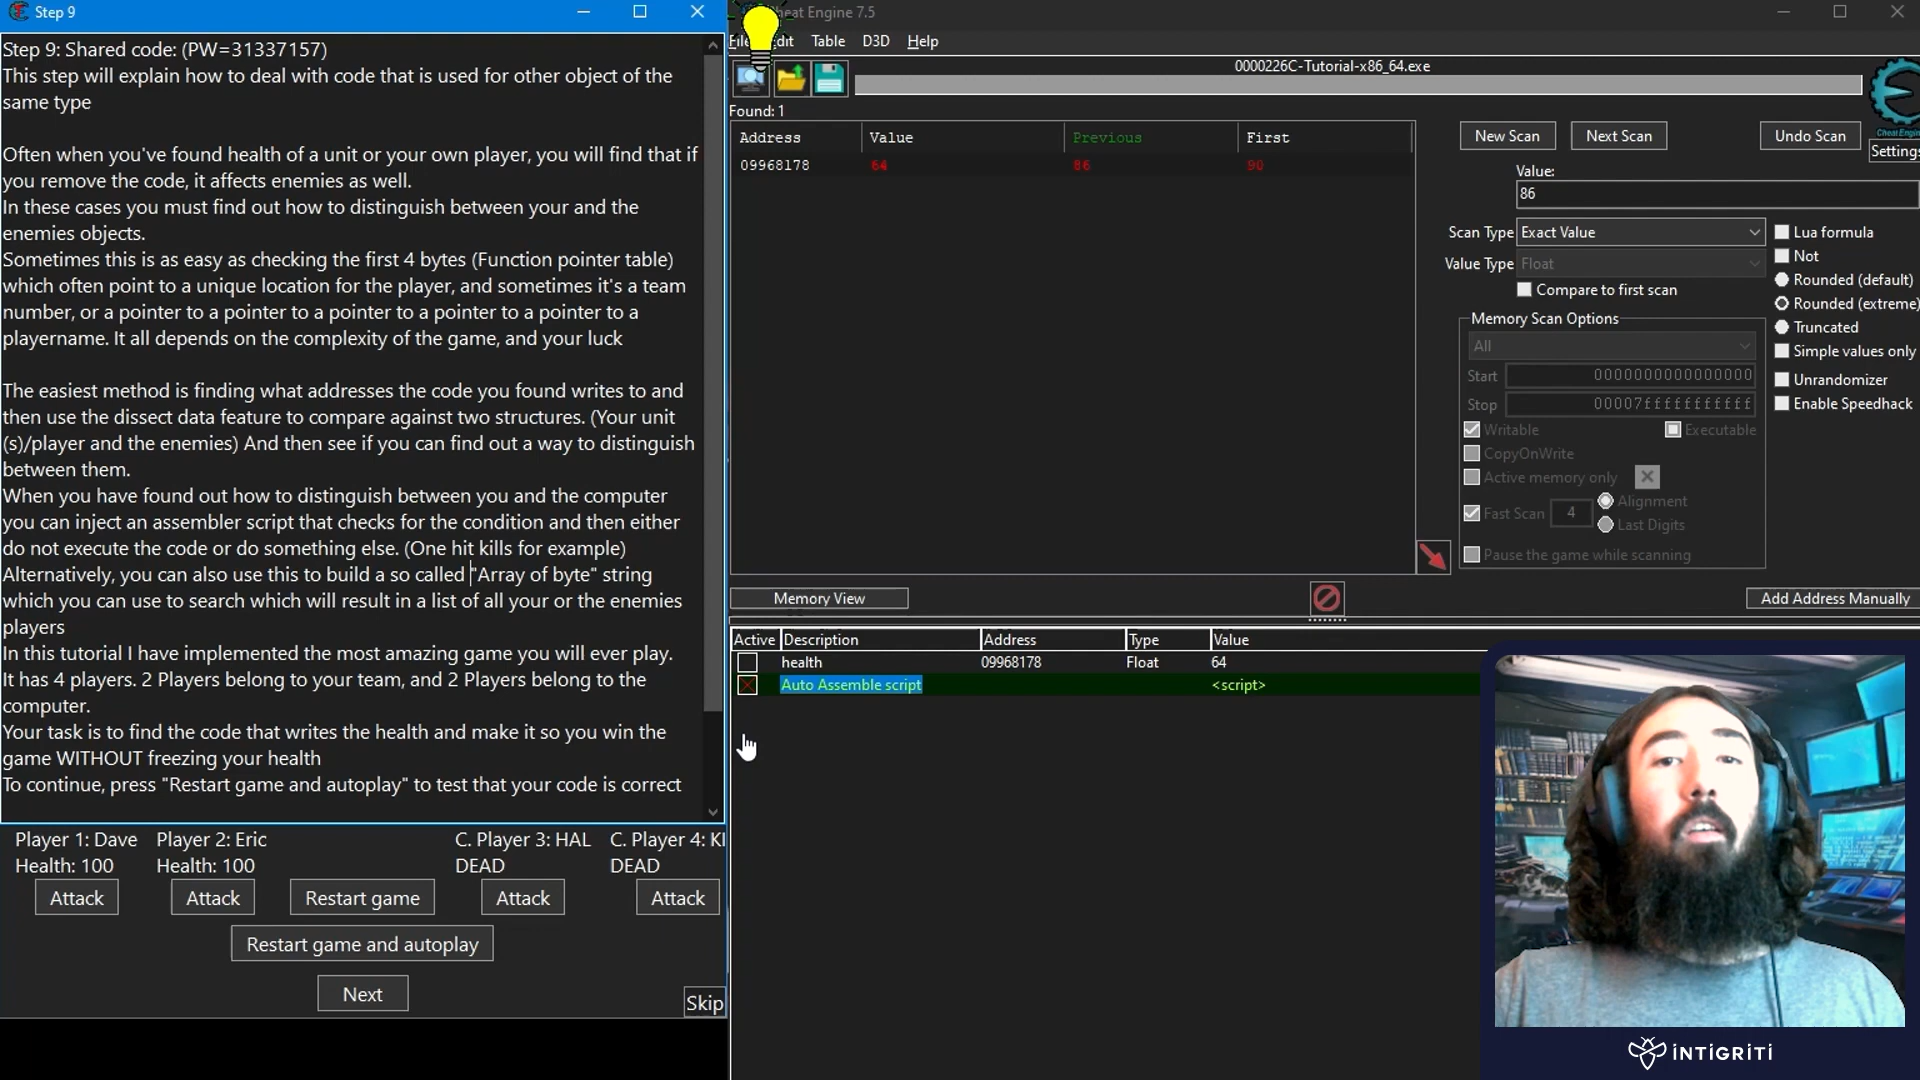 Step 9
Step 9: Shared code: (PW=31337157)
This step will explain how to deal with code that is used for other object of the
same type
Often when you've found health of a unit or your own player, you will find that if
you remove the code, it affects enemies as well.
In these cases you must find out how to distinguish between your and the
enemies objects.
Sometimes this is as easy as checking the first 4 bytes (Function pointer table)
which often point to a unique location for the player, and sometimes it's a team
number, or a pointer to a pointer to a pointer to a pointer to a pointer to a
playername. It all depends on the complexity of the game, and your luck
The easiest method is finding what addresses the code you found writes to and
then use the dissect data feature to compare against two structures. (Your unit
(s)/player and the enemies) And then see if you can find out a way to distinguish
between them.
When you have found out how to distinguish between you and the computer
you can inject an assembler script that checks for the condition and then either
do not execute the code or do something else. (One hit kills for example)
Alternatively, you can also use this to build a so called "Array of byte" string
which you can use to search which will result in a list of all your or the enemies
players
In this tutorial I have implemented the most amazing game you will ever play.
It has 4 players. 2 Players belong to your team, and 2 Players belong to the
computer.
Your task is to find the code that writes the health and make it so you win the
game WITHOUT freezing your health
To continue, press "Restart game and autoplay" to test that your code is correct
Player 1: Dave Player 2: Eric C. Player 3: HAL C. Player 4:
Health: 100 Health: 100 DEAD DEAD
Attack Attack Restart game Attack Attack
Restart game and autoplay
Next
Skip
Cheat Engine 7.5
File Edit Table D3D Help
0000226C-Tutorial-x86_64.exe
Found: 1
Address Value Previous First
09968178 64 86 90
New Scan Next Scan Undo Scan
Cheat Engine
Settings
Value:
86
Scan Type Exact Value
Value Type Float
Compare to first scan
Lua formula
Not
Rounded (default)
Rounded (extreme)
Truncated
Simple values only
Unrandomizer
Enable Speedhack
Memory Scan Options
All
Start 0000000000000000
Stop 00007fffffffffff
Writable Executable
CopyOnWrite
Active memory only
Fast Scan 4 Alignment
Last Digits
Pause the game while scanning
Memory View
Add Address Manually
Active Description Address Type Value
health 09968178 Float 64
Auto Assemble script <script>
INTIGRITI